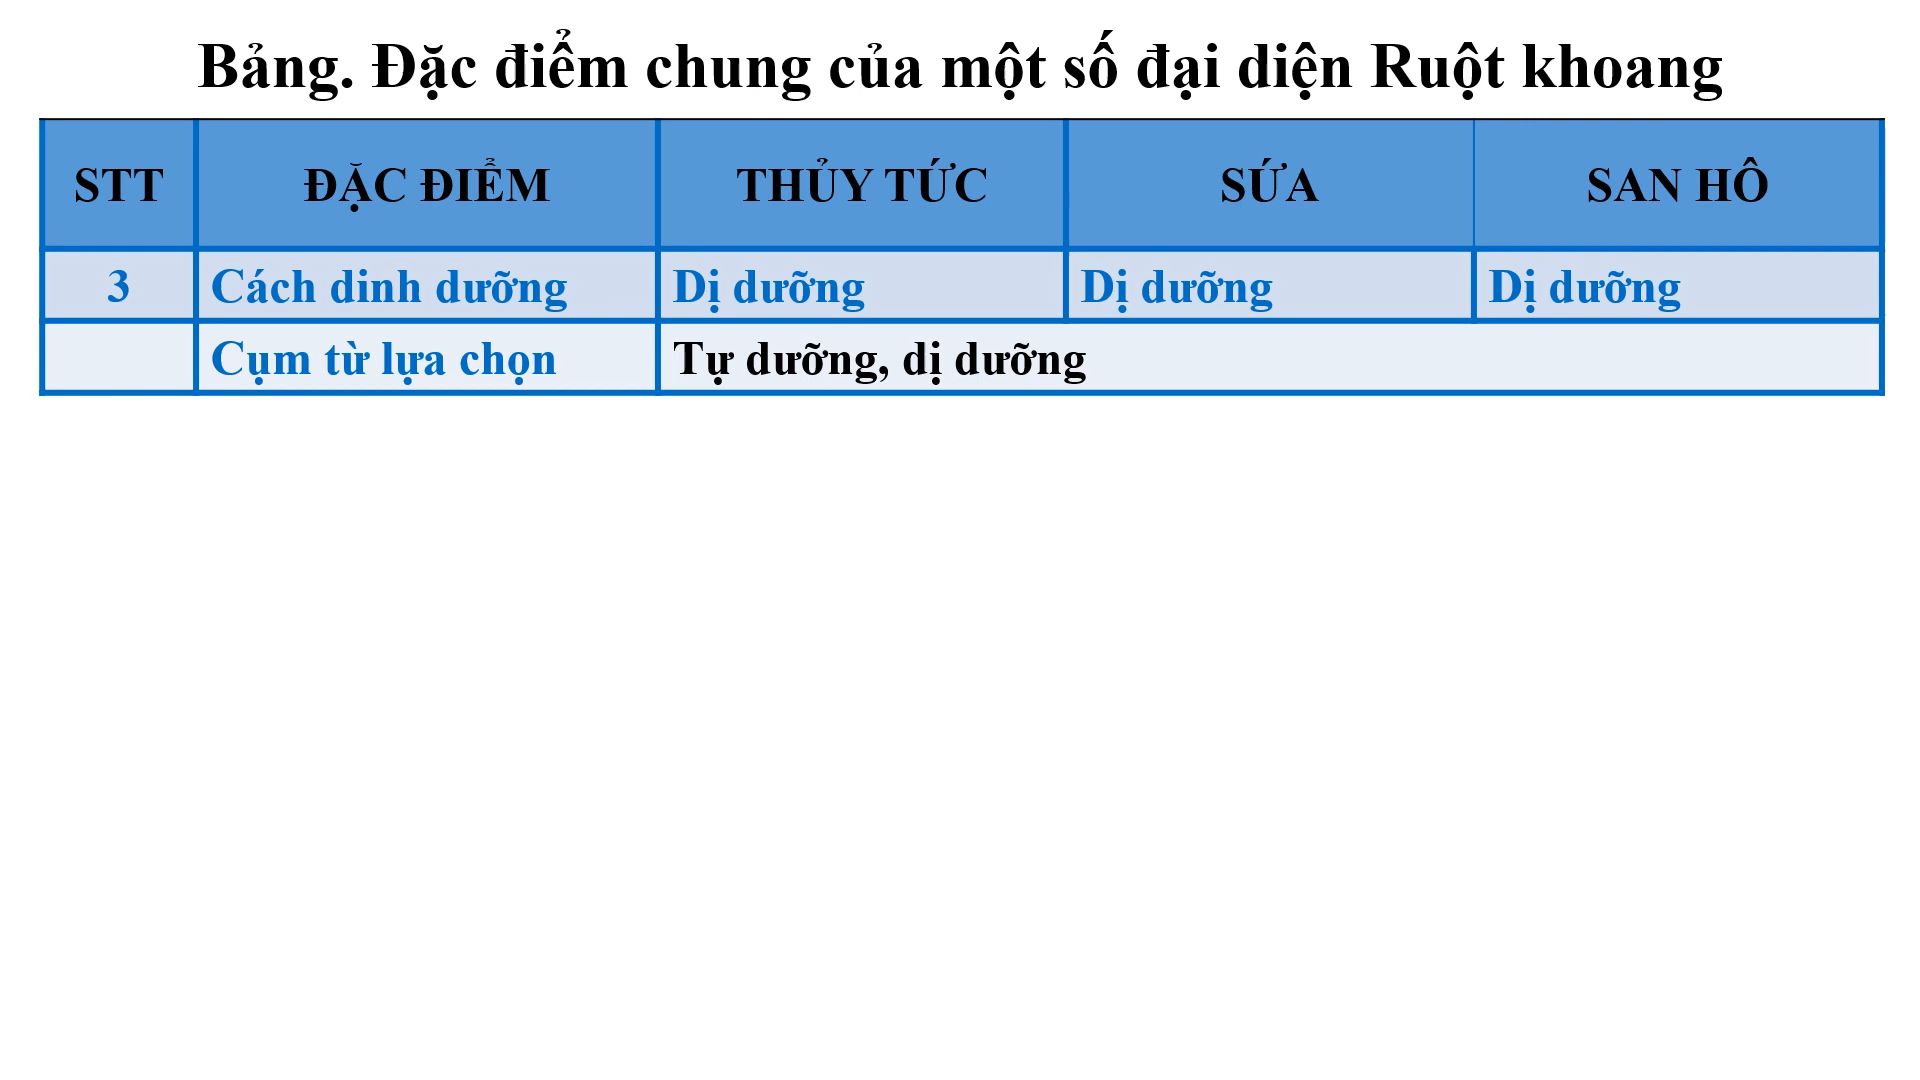 Bảng. Đặc điểm chung của một số đại diện Ruột khoang
STT ĐẶC ĐIỂM THỦY TỨC SỨA SAN HÔ
3 Cách dinh dưỡng Dị dưỡng Dị dưỡng Dị dưỡng
Cụm từ lựa chọn Tự dưỡng, dị dưỡng